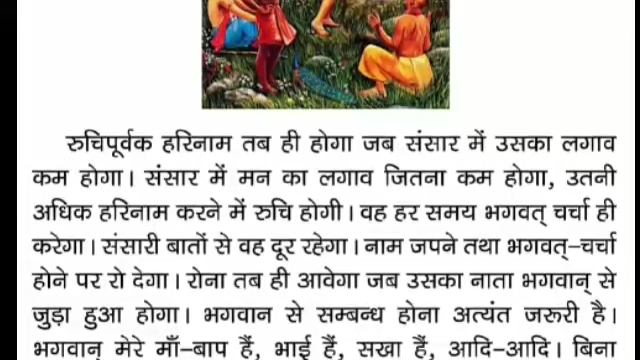 रुचिपूर्वक हरिनाम तब ही होगा जब संसार में उसका लगाव
कम होगा। संसार में मन का लगाव जितना कम होगा, उतनी
अधिक हरिनाम करने में रुचि होगी। वह हर समय भगवत् चर्चा ही
करेगा। संसारी बातों से वह दूर रहेगा। नाम जपने तथा भगवत्–चर्चा
होने पर रो देगा। रोना तब ही आवेगा जब उसका नाता भगवान् से
जुड़ा हुआ होगा। भगवान से सम्बन्ध होना अत्यंत जरूरी है।
भगवान् मेरे माँ–बाप हैं, भाई हैं, सखा हैं, आदि–आदि। बिना